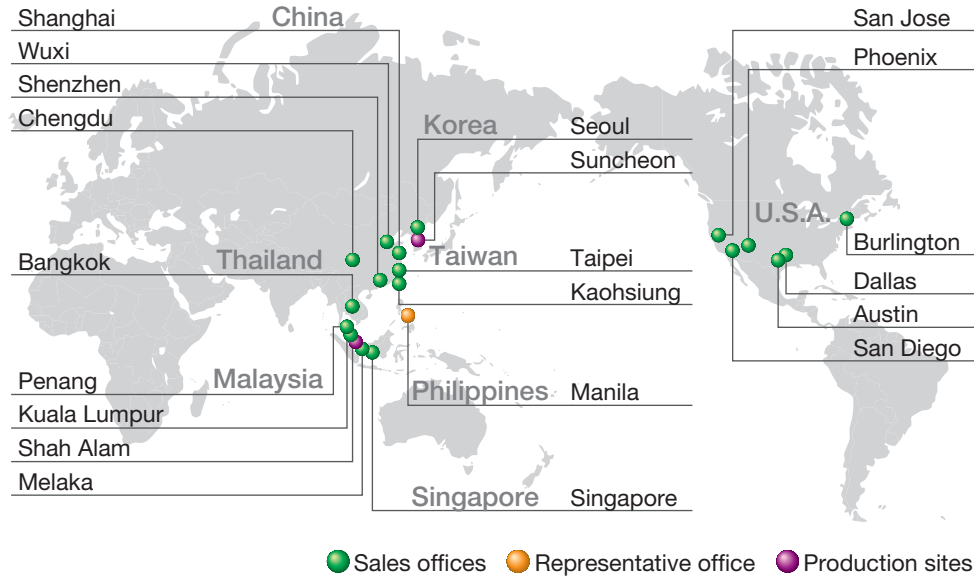 Shanghai
China
Wuxi
Shenzhen
Chengdu
Korea
Seoul
Suncheon
San Jose
Phoenix
U.S.A.
Burlington
Dallas
Austin
San Diego
Bangkok
Thailand
Taiwan
Taipei
Kaohsiung
Penang
Malaysia
Kuala Lumpur
Shah Alam
Melaka
Philippines
Manila
Singapore
Singapore
Sales offices
Representative office
Production sites